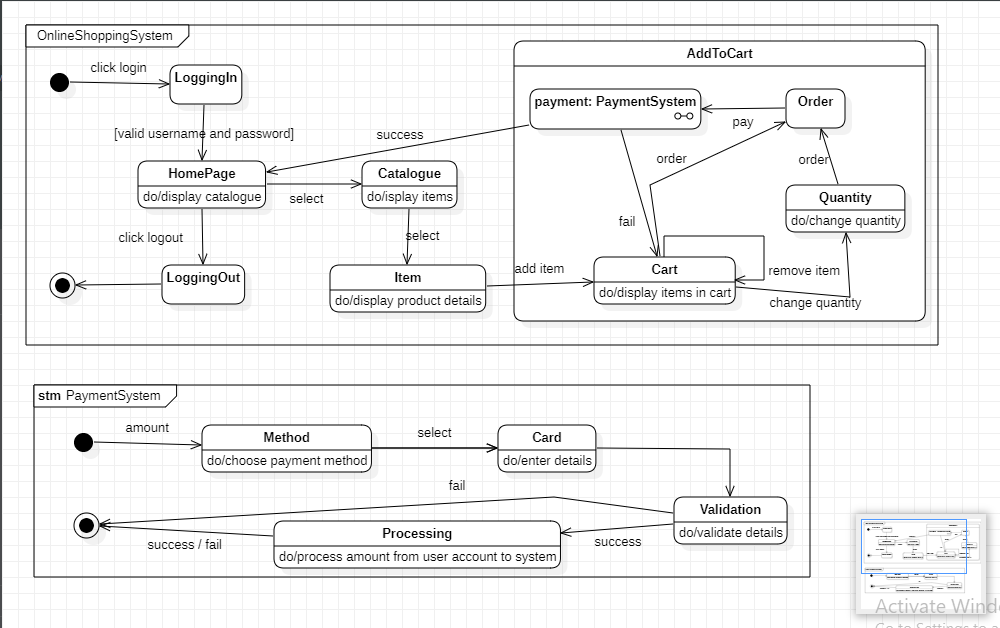 OnlineShoppingSystem
AddToCart
click login
LoggingIn
payment: PaymentSystem
Order
pay
[valid username and password]
success
order
order
HomePage
do/display catalogue
Catalogue
do/isplay items
select
Quantity
do/change quantity
click logout
select
fail
LoggingOut
Item
do/display product details
add item
Cart
do/display items in cart
remove item
change quantity
stm PaymentSystem
amount
Method
do/choose payment method
select
Card
do/enter details
fail
Validation
do/validate details
Processing
do/process amount from user account to system
success / fail
success
Activate Wind